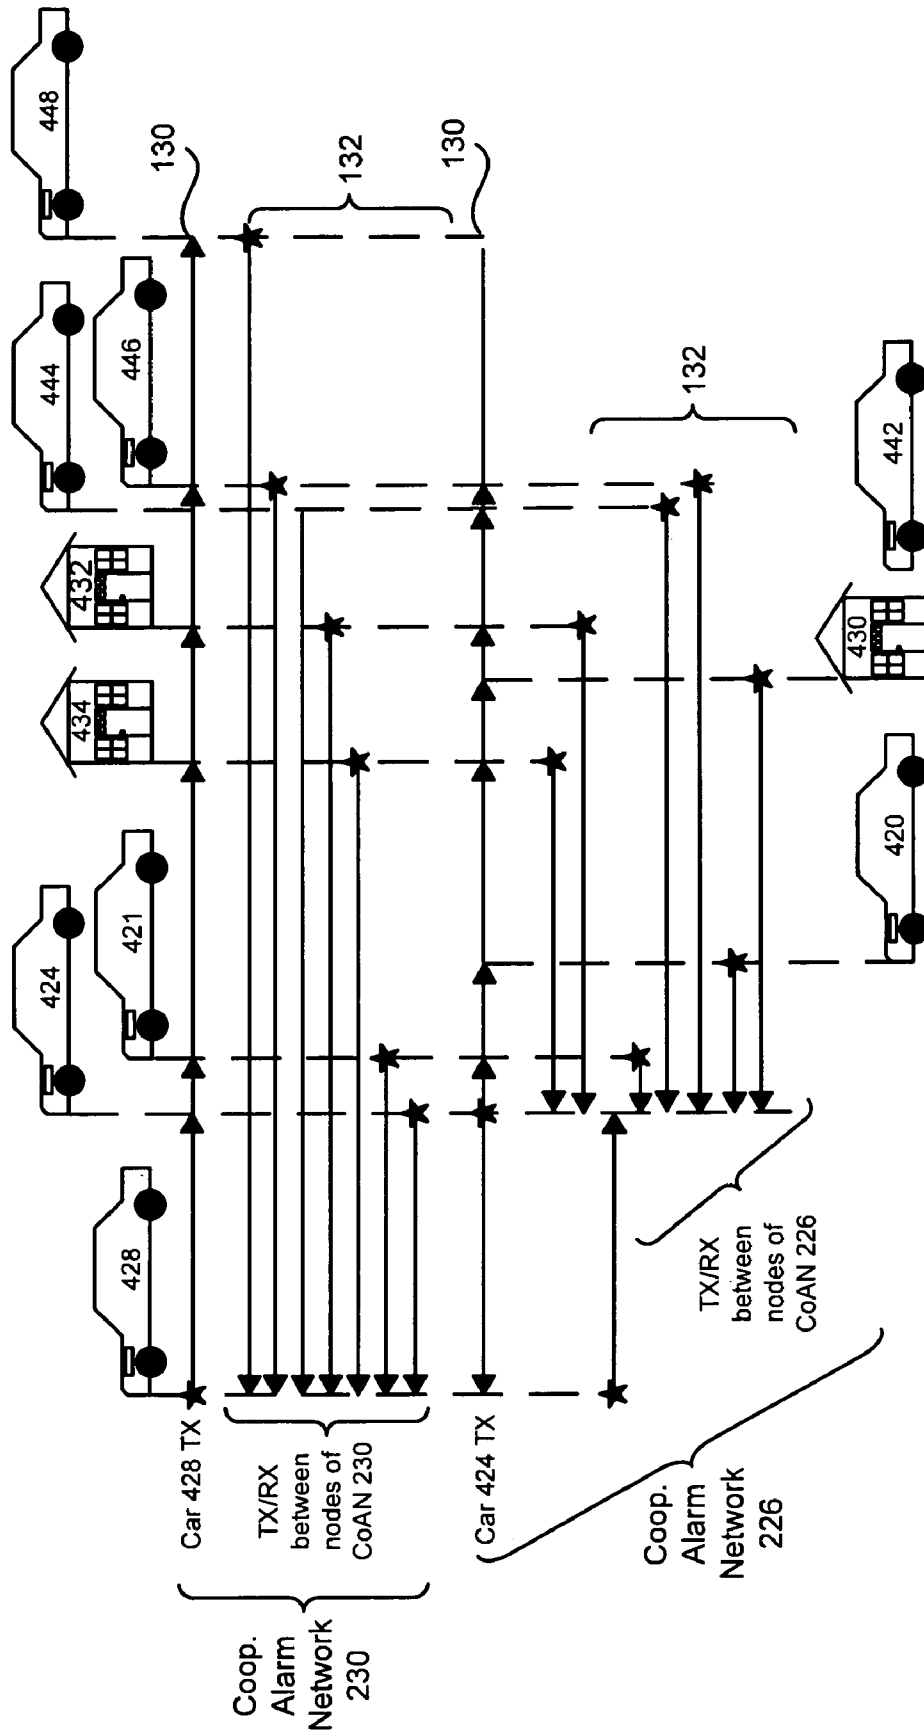 448
444
446
432
434
424
421
428
130
Car 428 TX
132
TX/RX
between
nodes of
CoAN 230
Coop.
Alarm
Network
230
130
Car 424 TX
132
TX/RX
between
nodes of
CoAN 226
Coop.
Alarm
Network
226
442
430
420